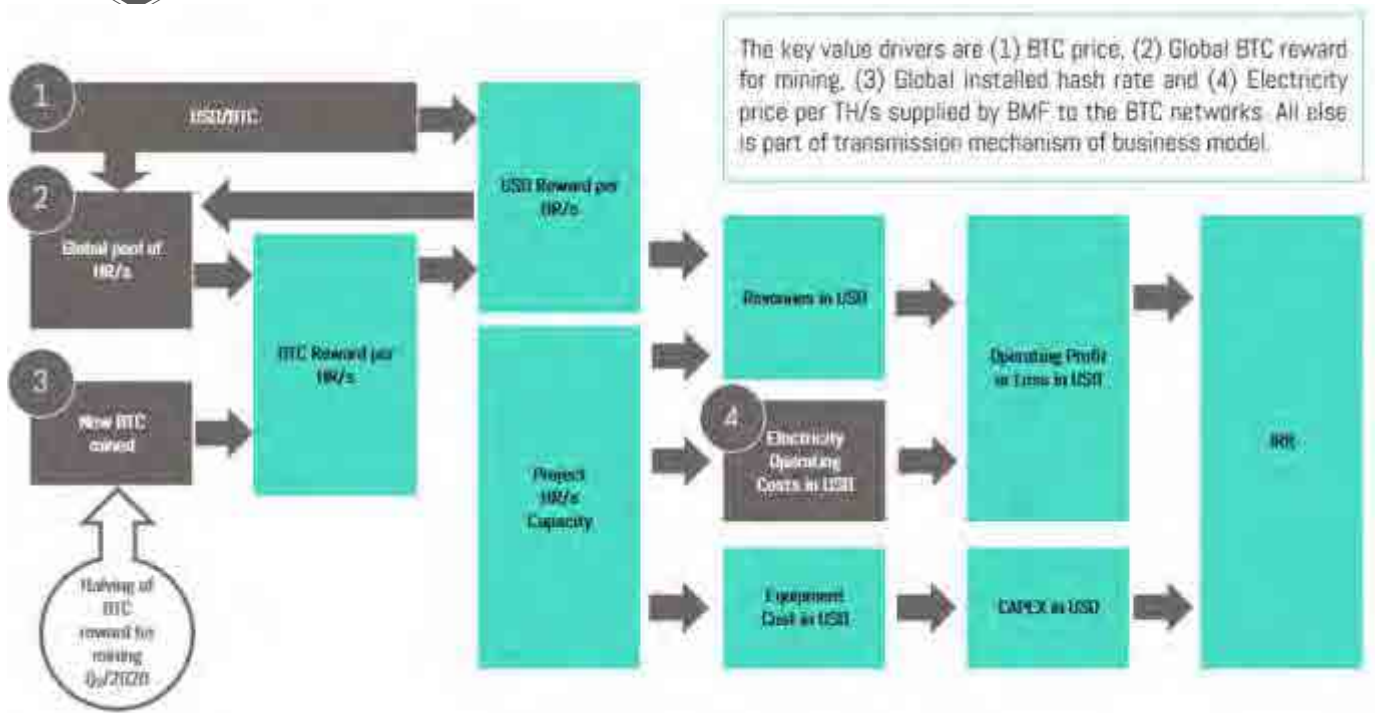 The key value drivers are (1) BTC price, (2) Global BTC reward
for mining, (3) Global installed hash rate and (4) Electricity
price per TH/s supplied by BMF to the BTC networks. All else
is part of transmission mechanism of business model.
1
USD/BTC
2
Global pool of
HR/s
3
New BTC
mined
Halving of
BTC
reward for
mining
/2020
BTC Reward per
HR/s
USD Reward per
HR/s
Project
HR/s
Capacity
Revenues in USD
4
Electricity
Operating
Costs in USD
Equipment
Cost in USD
Operating Profit
or Loss in USD
CAPEX in USD
IRR